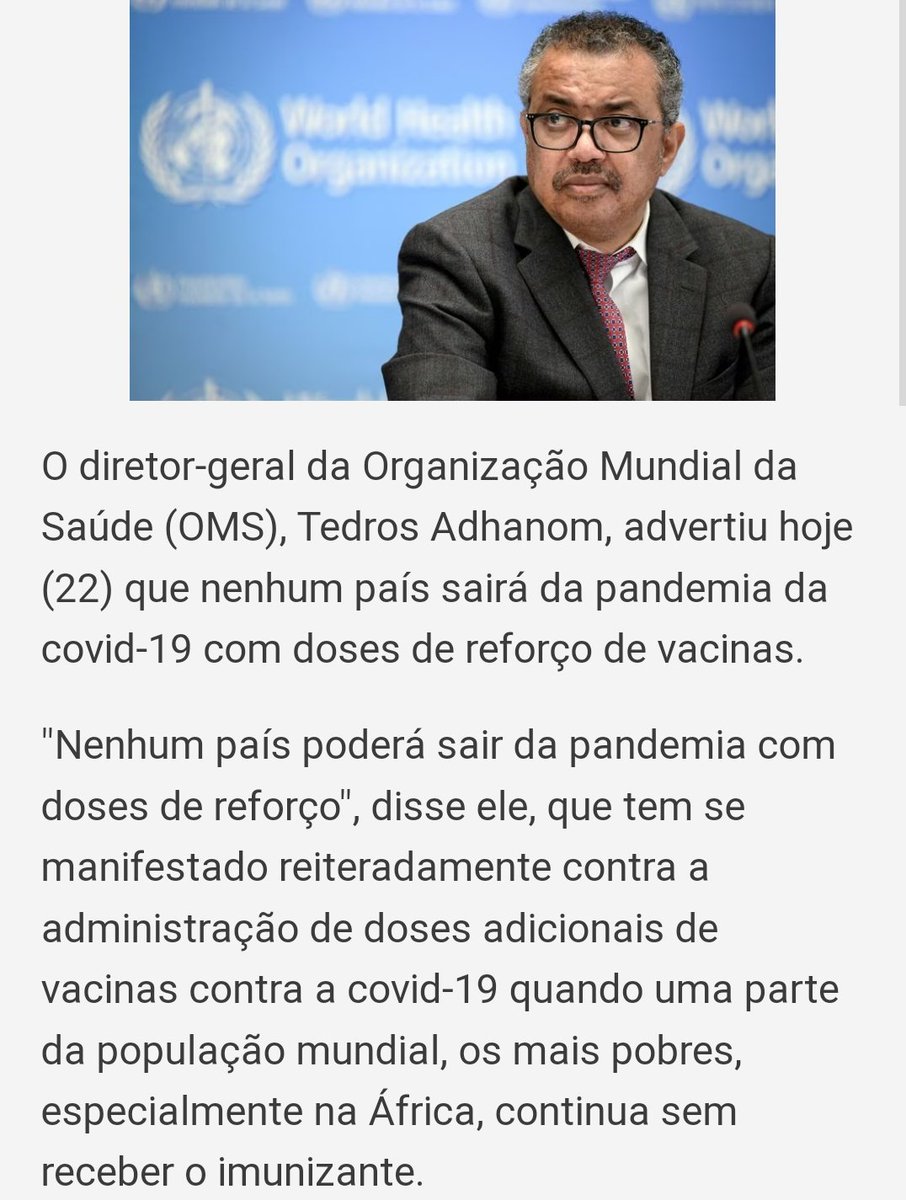 World Health
Organization
O diretor-geral da Organização Mundial da
Saúde (OMS), Tedros Adhanom, advertiu hoje
(22) que nenhum país sairá da pandemia da
covid-19 com doses de reforço de vacinas.
"Nenhum país poderá sair da pandemia com
doses de reforço", disse ele, que tem se
manifestado reiteradamente contra a
administração de doses adicionais de
vacinas contra a covid-19 quando uma parte
da população mundial, os mais pobres,
especialmente na África, continua sem
receber o imunizante.